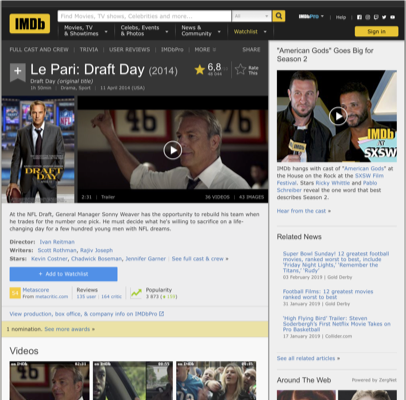 IMDb
Find Movies, TV shows, Celebrities and more...
All
IMDbPro
Help
Movies, TV & Showtimes
Celebs, Events & Photos
News & Community
Watchlist
Sign in
FULL CAST AND CREW | TRIVIA | USER REVIEWS | IMDbPro | MORE
SHARE
Le Pari: Draft Day (2014)
Draft Day (original title)
1h 50min | Drama, Sport | 11 April 2014 (USA)
6,8
Rate This
DRAFT DAY
2:31 | Trailer
36 VIDEOS | 43 IMAGES
At the NFL Draft, General Manager Sonny Weaver has the opportunity to rebuild his team when
he trades for the number one pick. He must decide what he's willing to sacrifice on a life-
changing day for a few hundred young men with NFL dreams.
Director: Ivan Reitman
Writers: Scott Rothman, Rajiv Joseph
Stars: Kevin Costner, Chadwick Boseman, Jennifer Garner | See full cast & crew »
+ Add to Watchlist
Metascore
From metacritic.com
Reviews
135 user | 164 critic
Popularity
View production, box office, & company info on IMDbPro
1 nomination. See more awards »
Videos
"American Gods" Goes Big for
Season 2
IMDb
AT
SXSW
IMDb hangs with cast of "American Gods" at
the House on the Rock at the SXSW Film
Festival. Stars Ricky Whittle and Pablo
Schreiber reveal the one word that best
describes Season 2.
Hear from the cast »
Related News
Super Bowl Sunday! 12 greatest football
movies, ranked worst to best, include
'Friday Night Lights,' 'Remember the
Titans,' 'Rudy'
03 February 2019 | Gold Derby
Football Films: 12 greatest movies
ranked worst to best
31 January 2019 | Gold Derby
'High Flying Bird' Trailer: Steven
Soderbergh's First Netflix Movie Takes on
Pro Basketball
17 January 2019 | Collider.com
See all related articles »
Around The Web
Powered by ZergNet